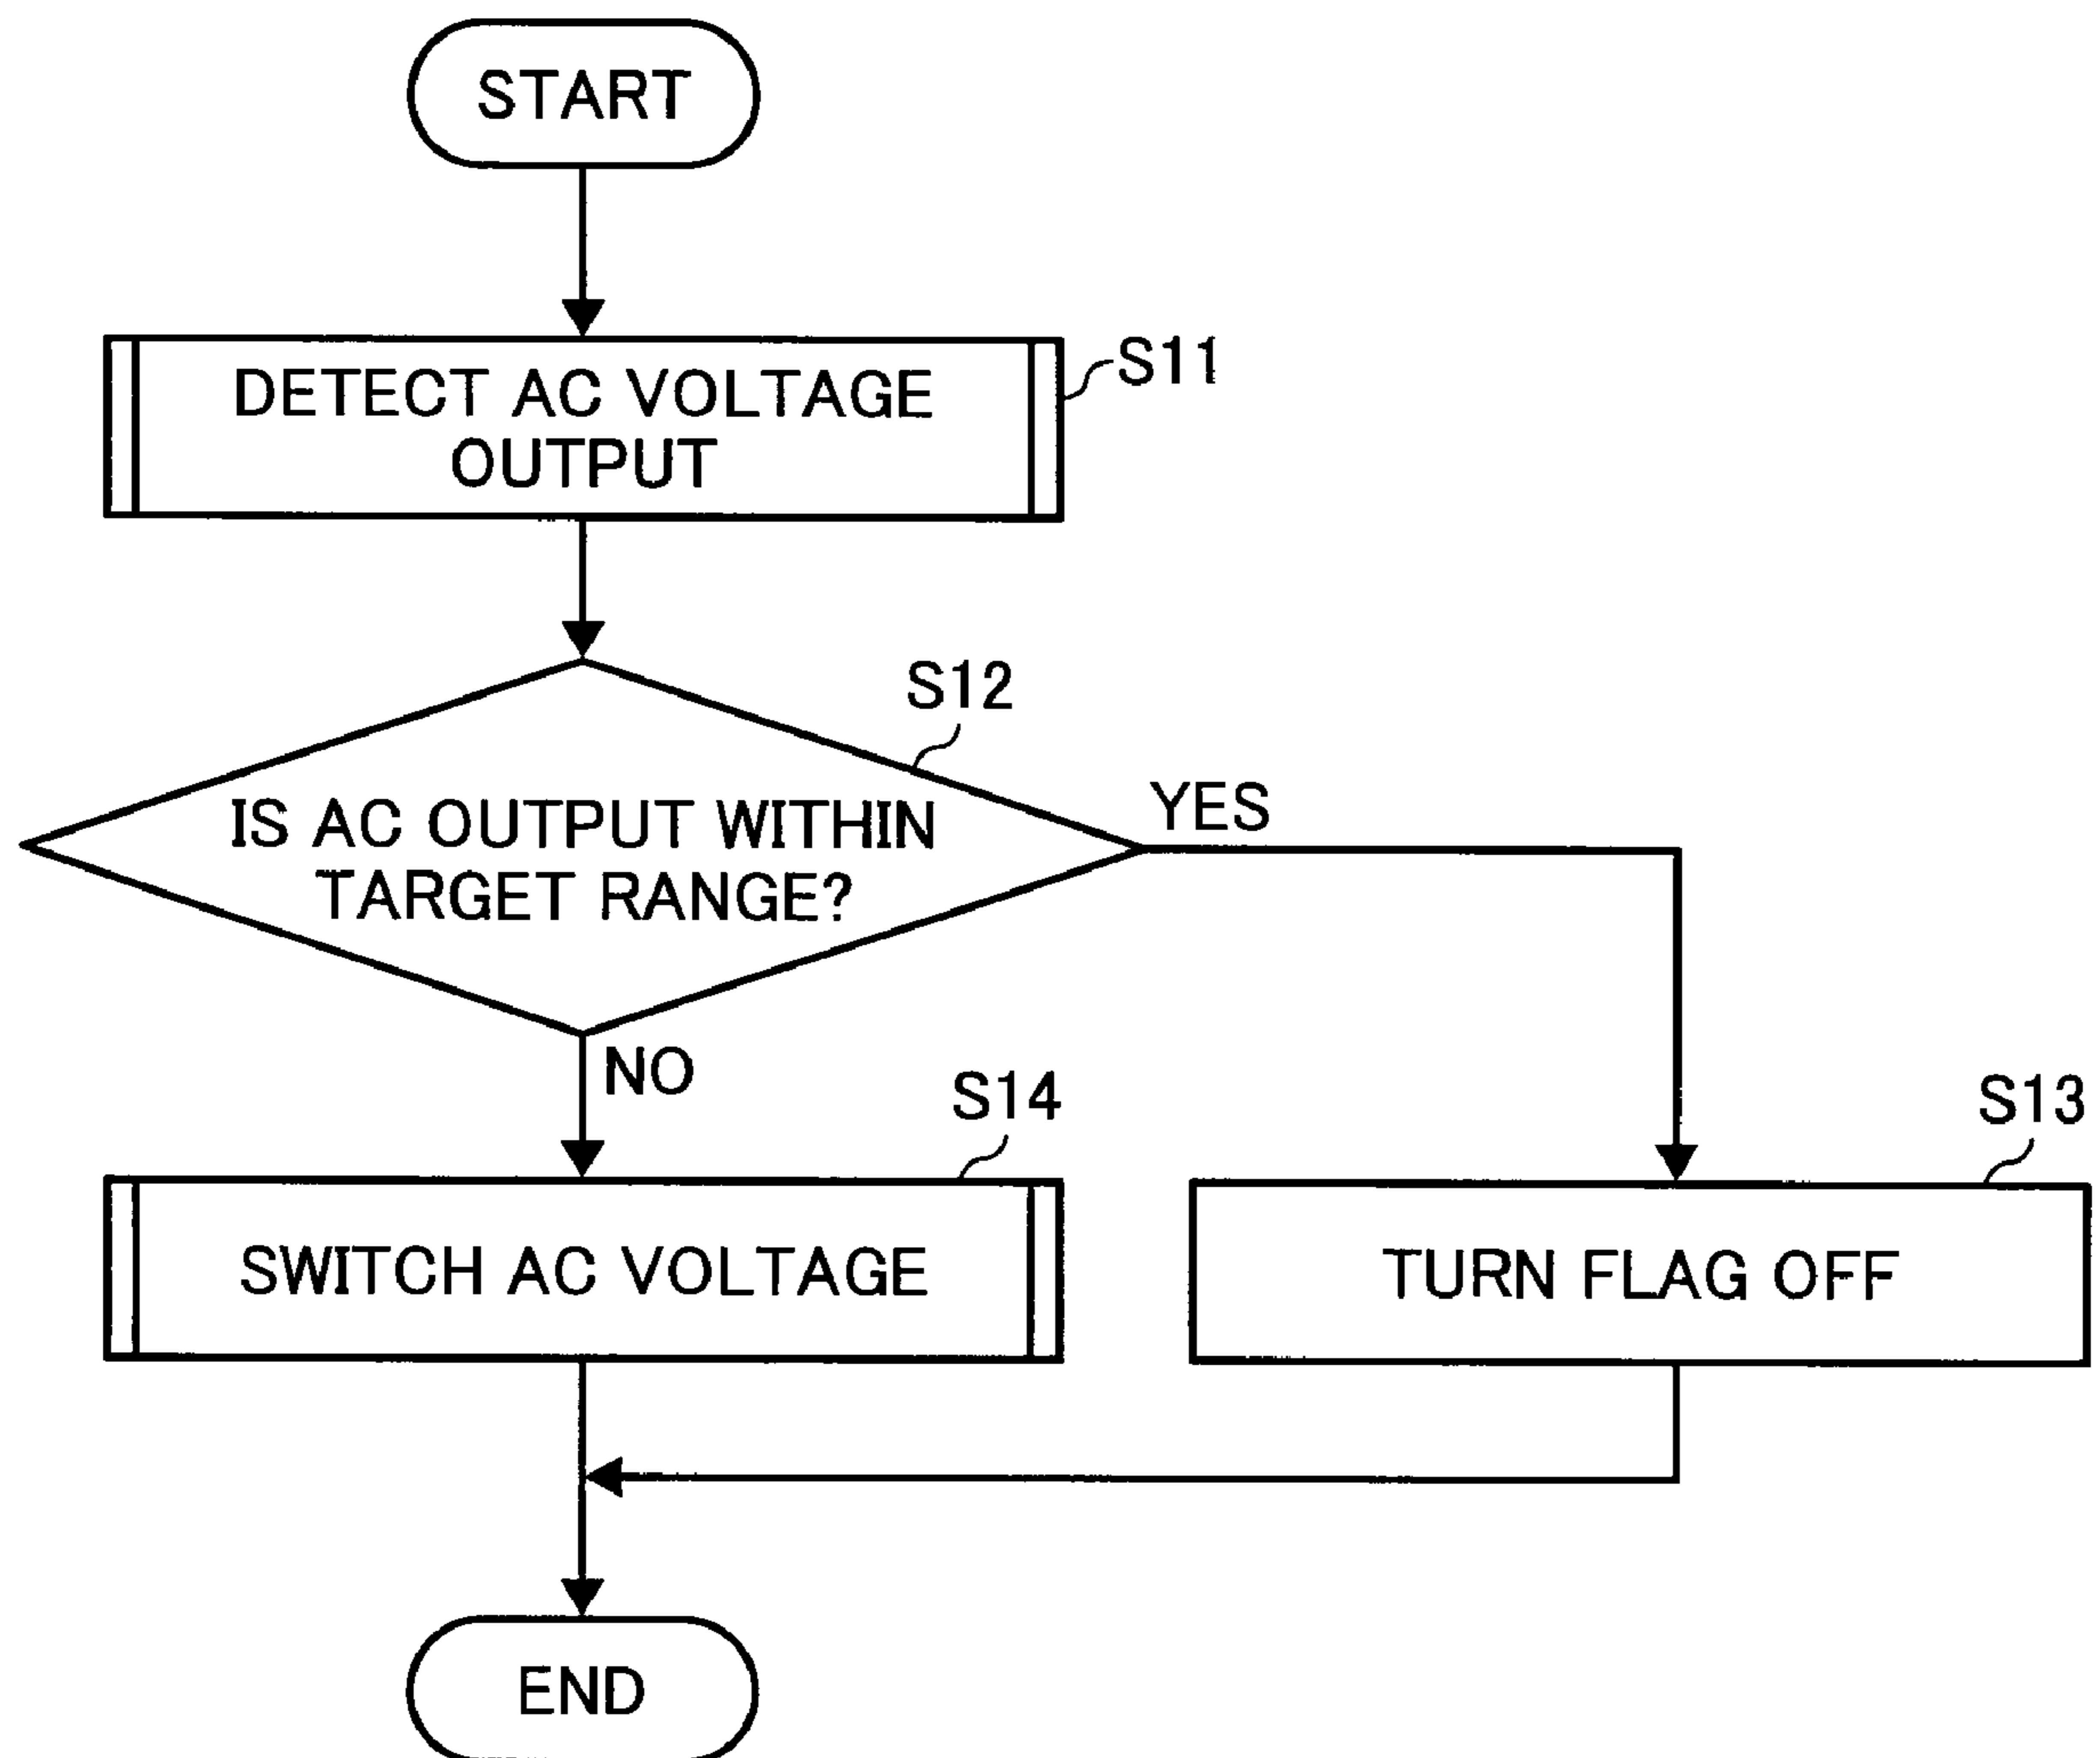 START
DETECT AC VOLTAGE
OUTPUT
S11
S12
IS AC OUTPUT WITHIN
TARGET RANGE?
YES
NO
S14
SWITCH AC VOLTAGE
S13
TURN FLAG OFF
END